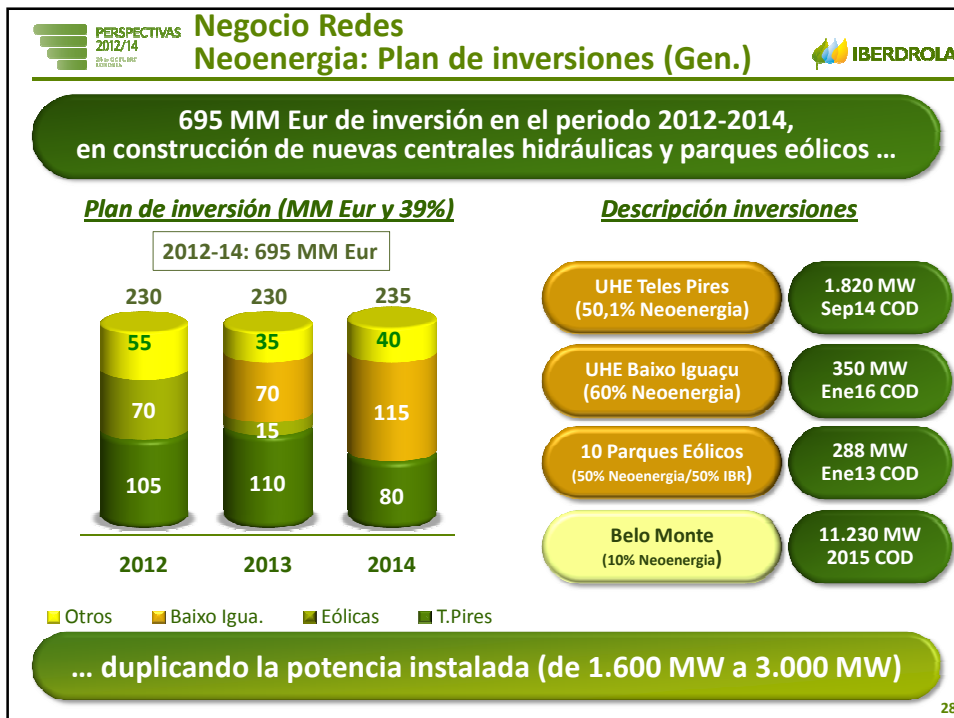 PERSPECTIVAS
2012/14
Negocio Redes
Neoenergia: Plan de inversiones (Gen.)
IBERDROLA
695 MM Eur de inversión en el periodo 2012-2014,
en construcción de nuevas centrales hidráulicas y parques eólicos ...
Plan de inversión (MM Eur y 39%)
2012-14: 695 MM Eur
230 230 235
55 35 40
70 70 115
15
105 110 80
2012 2013 2014
Otros Baixo Igua. Eólicas T.Pires
Descripción inversiones
UHE Teles Pires
(50,1% Neoenergia)
1.820 MW
Sep14 COD
UHE Baixo Iguaçu
(60% Neoenergia)
350 MW
Ene16 COD
10 Parques Eólicos
(50% Neoenergia/50% IBR)
288 MW
Ene13 COD
Belo Monte
(10% Neoenergia)
11.230 MW
2015 COD
... duplicando la potencia instalada (de 1.600 MW a 3.000 MW)
28